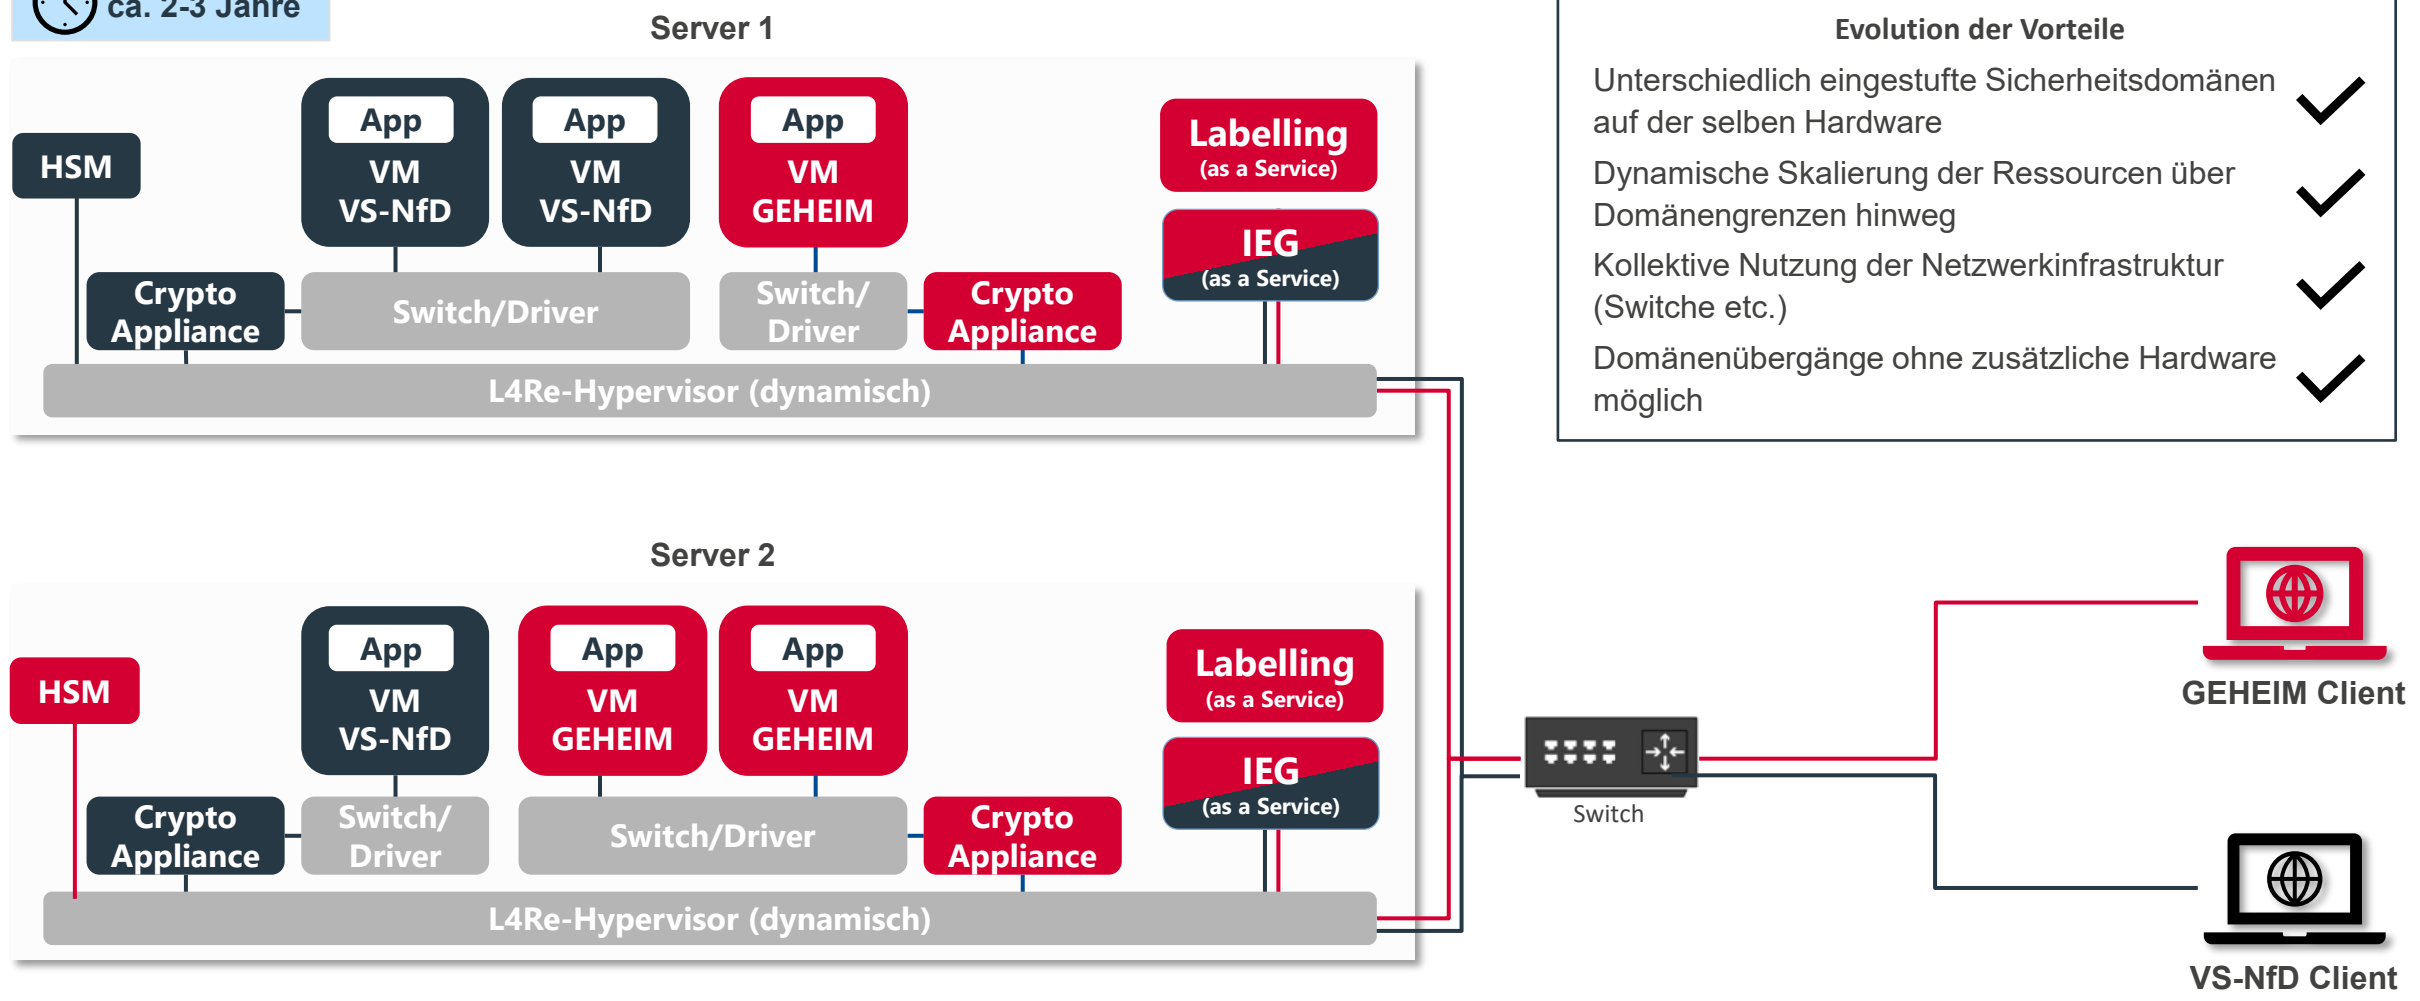 ca. 2-3 Jahre
Server 1
HSM
App
VM
VS-NfD
App
VM
VS-NfD
App
VM
GEHEIM
Labelling
(as a Service)
IEG
(as a Service)
Crypto
Appliance
Switch/Driver
Switch/
Driver
Crypto
Appliance
L4Re-Hypervisor (dynamisch)
Evolution der Vorteile
Unterschiedlich eingestufte Sicherheitsdomänen
auf der selben Hardware
Dynamische Skalierung der Ressourcen über
Domänengrenzen hinweg
Kollektive Nutzung der Netzwerkinfrastruktur
(Switche etc.)
Domänenübergänge ohne zusätzliche Hardware
möglich
Server 2
HSM
App
VM
VS-NfD
App
VM
GEHEIM
App
VM
GEHEIM
Labelling
(as a Service)
IEG
(as a Service)
Crypto
Appliance
Switch/
Driver
Switch/Driver
Crypto
Appliance
L4Re-Hypervisor (dynamisch)
Switch
GEHEIM Client
VS-NfD Client